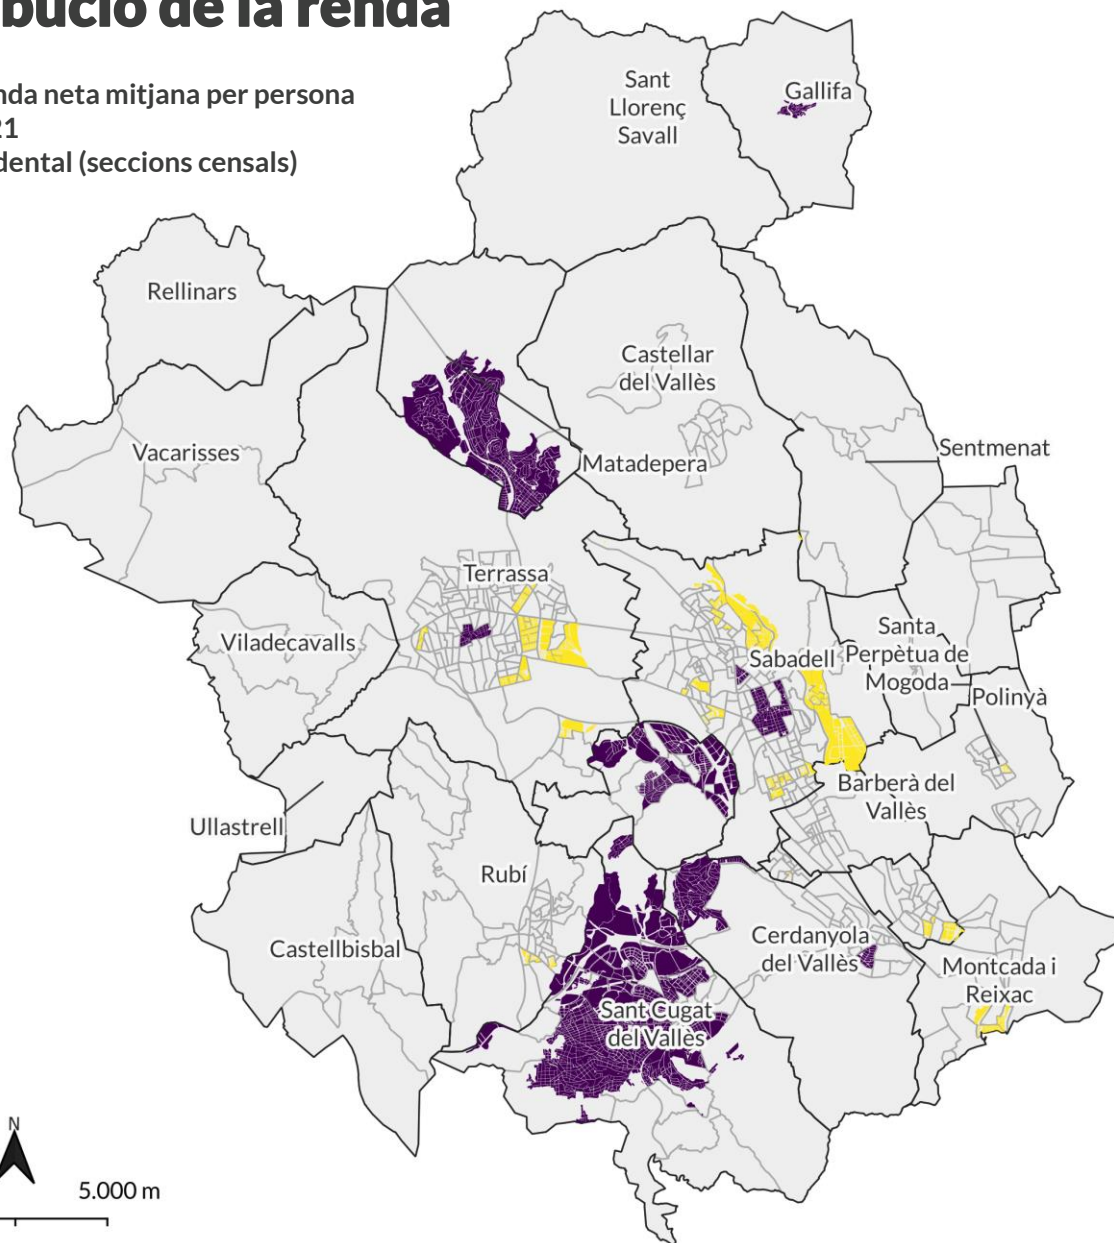 bució de la renda
nda neta mitjana per persona
21
dental (seccions censals)
Sant
Llorenç
Savall
Gallifa
Rellinars
Castellar
del Vallès
Vacarisses
Matadepera
Sentmenat
Terrassa
Viladecavalls
Sabadell
Santa
Perpètua de
Mogoda
Polinyà
Barberà del
Vallès
Ullastrell
Rubí
Castellbisbal
Cerdanyola
del Vallès
Montcada i
Reixac
Sant Cugat
del Vallès
N
5.000 m